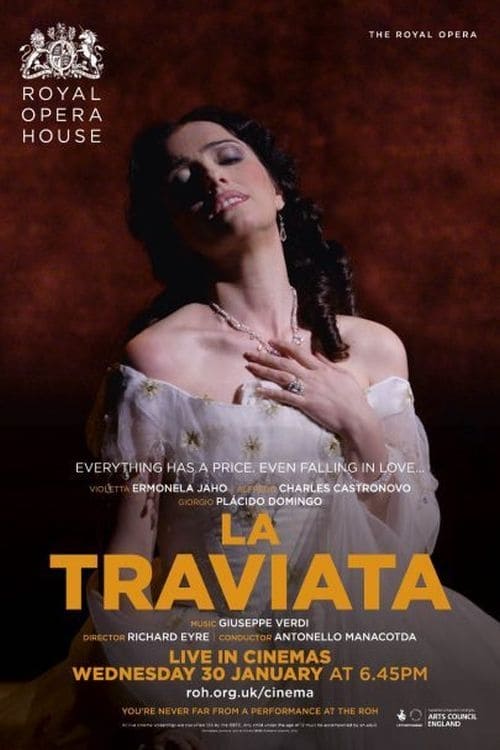 THE ROYAL OPERA
ROYAL
OPERA
HOUSE
EVERYTHING HAS A PRICE. EVEN FALLING IN LOVE...
VIOLETTA ERMONELA JAHO | ALFREDO CHARLES CASTRONOVO
GIORGIO PLÁCIDO DOMINGO
LA
TRAVIATA
MUSIC GIUSEPPE VERDI
DIRECTOR RICHARD EYRE | CONDUCTOR ANTONELLO MANACOTDA
LIVE IN CINEMAS
WEDNESDAY 30 JANUARY AT 6.45PM
roh.org.uk/cinema
YOU'RE NEVER FAR FROM A PERFORMANCE AT THE ROH
ARTS COUNCIL
ENGLAND